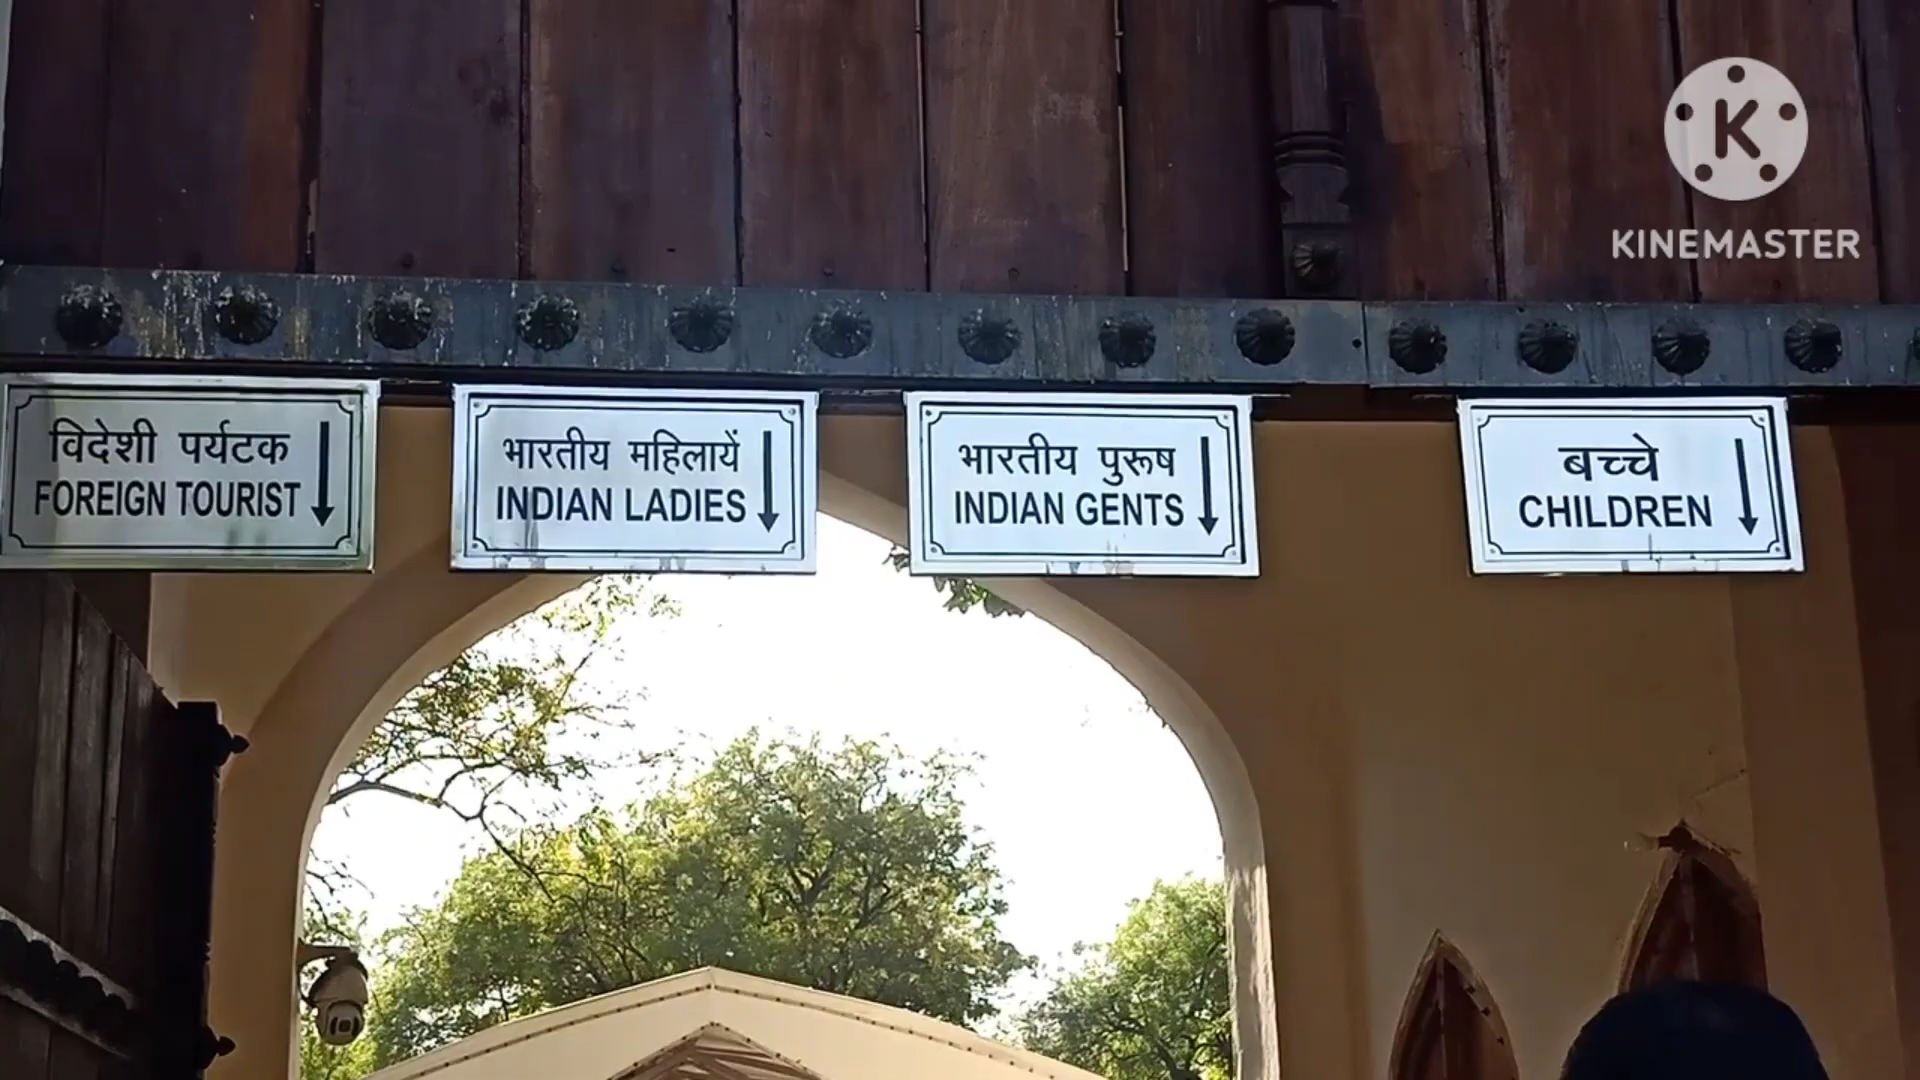 विदेशी पर्यटक
FOREIGN TOURIST
भारतीय महिलायें
INDIAN LADIES
भारतीय पुरूष
INDIAN GENTS
बच्चे
CHILDREN
K
KINEMASTER